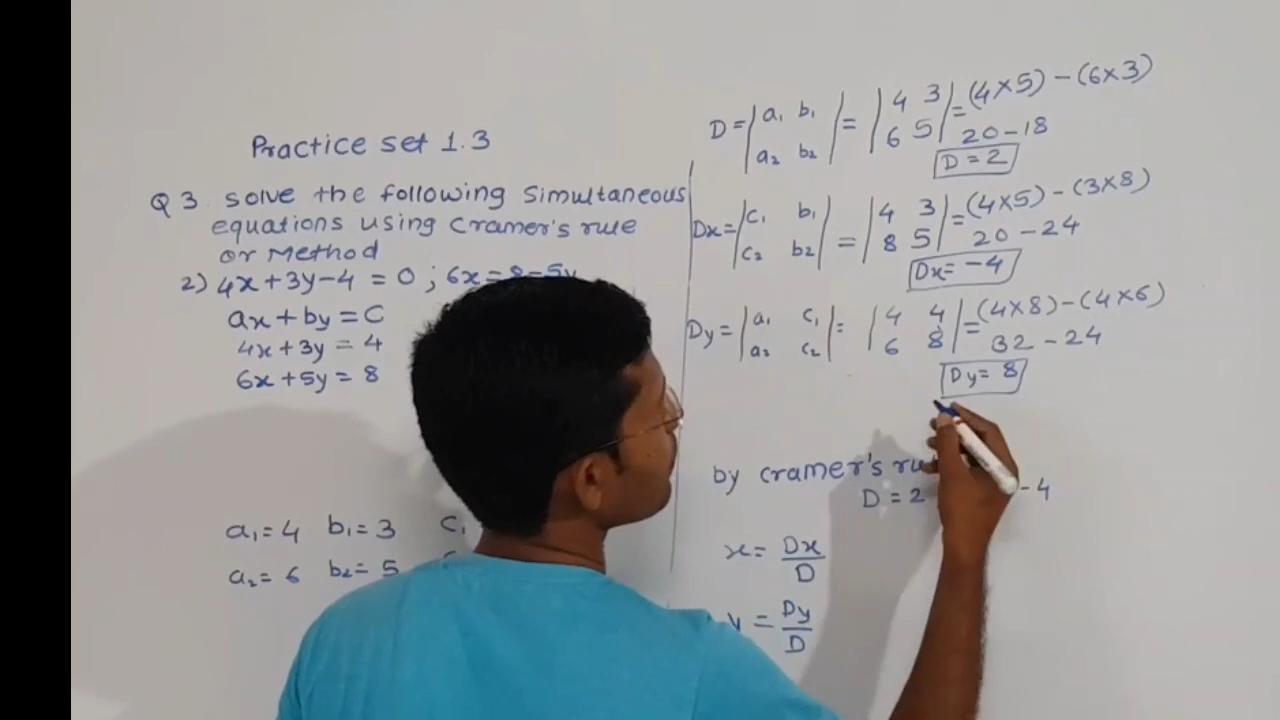 Practice set 1.3
Q 3. solve the following simultaneous
equations using cramer's rule
or Method
2) 4x+3y-4 = 0 ; 6x = 8-5y
ax + by = C
4x+3y = 4
6x+5y = 8
a₁=4 b₁=3 C₁
a₂= 6 b₂= 5
D = |a₁ b₁| = |4 3| = (4×5) - (6×3)
|a₂ b₂| |6 5| 20-18
D = 2
Dx = |c₁ b₁| = |4 3| = (4×5) - (3×8)
|c₂ b₂| |8 5| 20 - 24
Dx = -4
Dy = |a₁ c₁| = |4 4| = (4×8) - (4×6)
|a₂ c₂| |6 8| 32 - 24
Dy = 8
by cramer's
D = 2 - 4
x = Dx
D
y = Dy
D